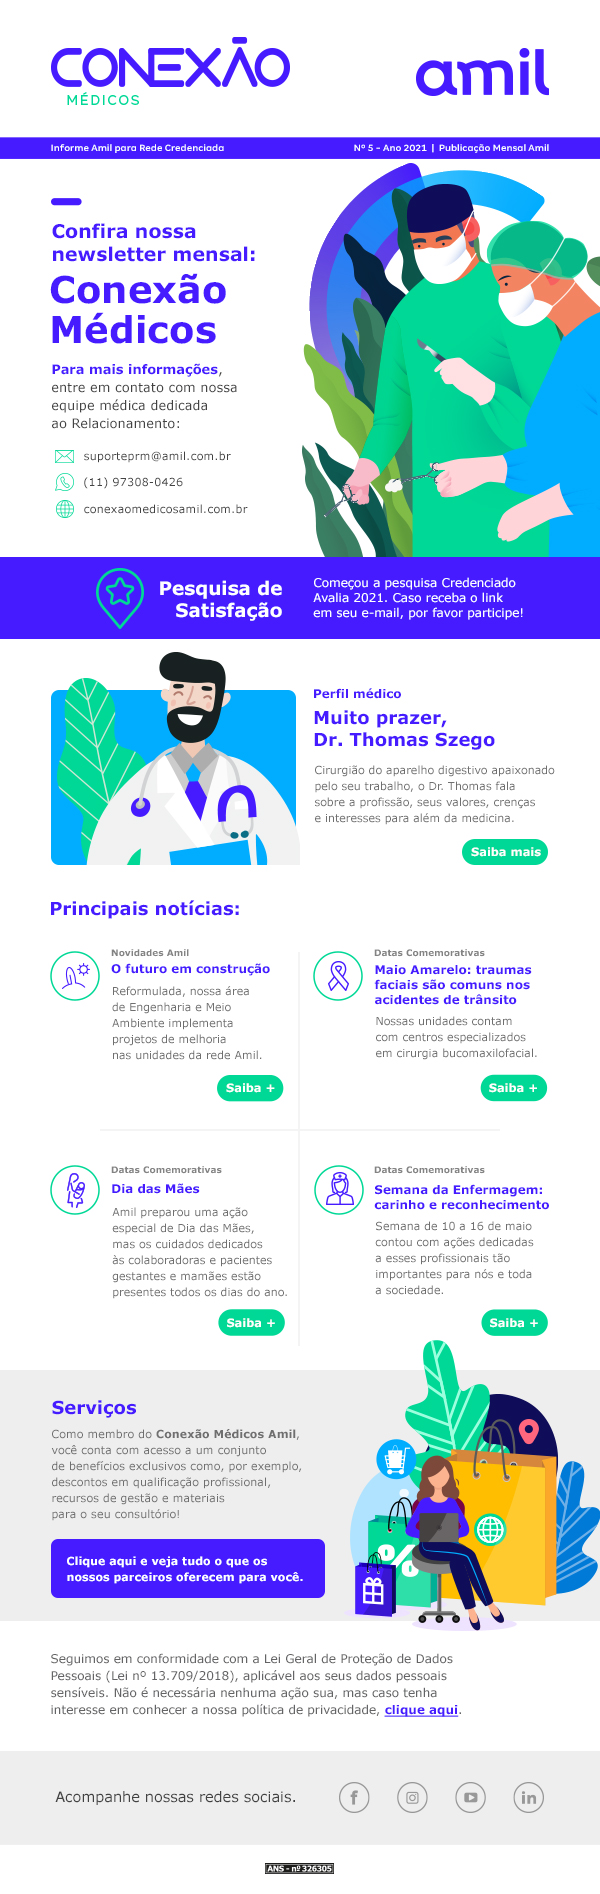 CONEXÃO
MÉDICOS
amil
Informe Amil para Rede Credenciada
Nº 5 - Ano 2021 | Publicação Mensal Amil
Confira nossa
newsletter mensal:
Conexão
Médicos
Para mais informações,
entre em contato com nossa
equipe médica dedicada
ao Relacionamento:
suporteprm@amil.com.br
(11) 97308-0426
conexaomedicosamil.com.br
Pesquisa de
Satisfação
Começou a pesquisa Credenciado
Avalia 2021. Caso receba o link
em seu e-mail, por favor participe!
Perfil médico
Muito prazer,
Dr. Thomas Szego
Cirurgião do aparelho digestivo apaixonado
pelo seu trabalho, o Dr. Thomas fala
sobre a profissão, seus valores, crenças
e interesses para além da medicina.
Saiba mais
Principais notícias:
Novidades Amil
O futuro em construção
Reformulada, nossa área
de Engenharia e Meio
Ambiente implementa
projetos de melhoria
nas unidades da rede Amil.
Saiba +
Datas Comemorativas
Maio Amarelo: traumas
faciais são comuns nos
acidentes de trânsito
Nossas unidades contam
com centros especializados
em cirurgia bucomaxilofacial.
Saiba +
Datas Comemorativas
Dia das Mães
Amil preparou uma ação
especial de Dia das Mães,
mas os cuidados dedicados
às colaboradoras e pacientes
gestantes e mamães estão
presentes todos os dias do ano.
Saiba +
Datas Comemorativas
Semana da Enfermagem:
carinho e reconhecimento
Semana de 10 a 16 de maio
contou com ações dedicadas
a esses profissionais tão
importantes para nós e toda
a sociedade.
Saiba +
Serviços
Como membro do Conexão Médicos Amil,
você conta com acesso a um conjunto
de benefícios exclusivos como, por exemplo,
descontos em qualificação profissional,
recursos de gestão e materiais
para o seu consultório!
Clique aqui e veja tudo o que os
nossos parceiros oferecem para você.
%
Seguimos em conformidade com a Lei Geral de Proteção de Dados
Pessoais (Lei nº 13.709/2018), aplicável aos seus dados pessoais
sensíveis. Não é necessária nenhuma ação sua, mas caso tenha
interesse em conhecer a nossa política de privacidade, clique aqui.
Acompanhe nossas redes sociais.
ANS - nº 326305